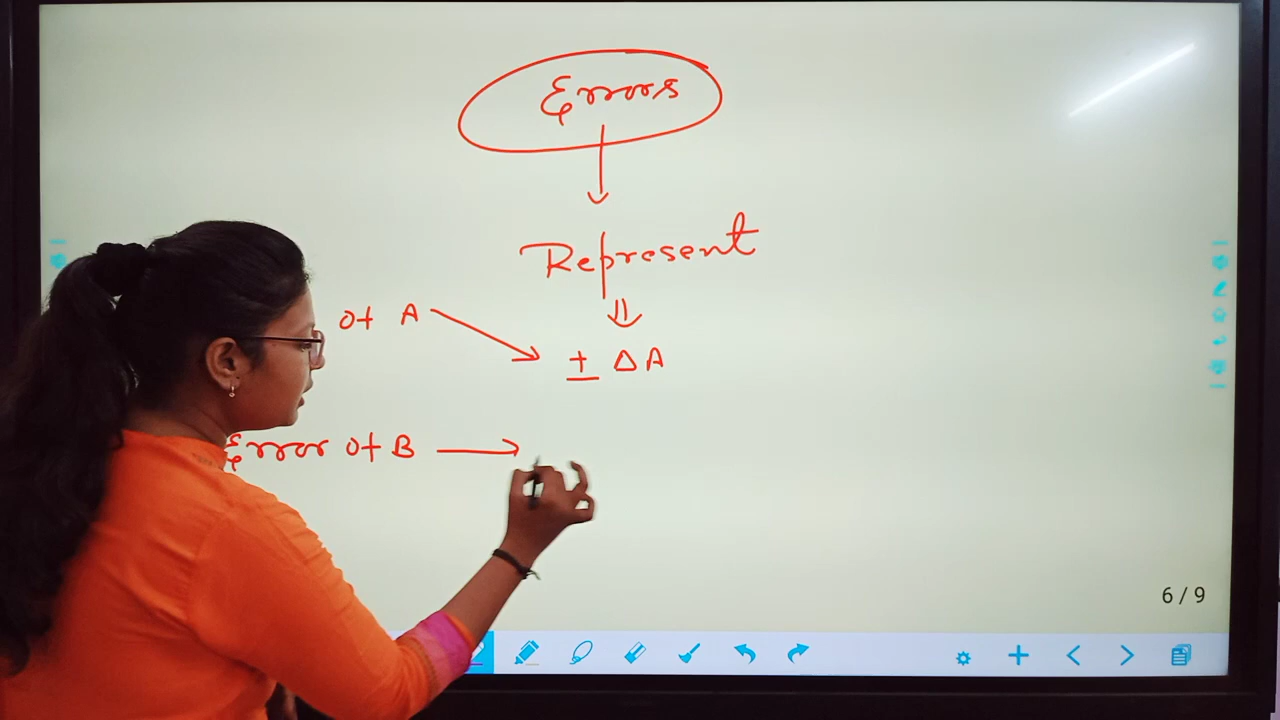 Errors
Represent
of A
± ΔA
Error of B
6/9